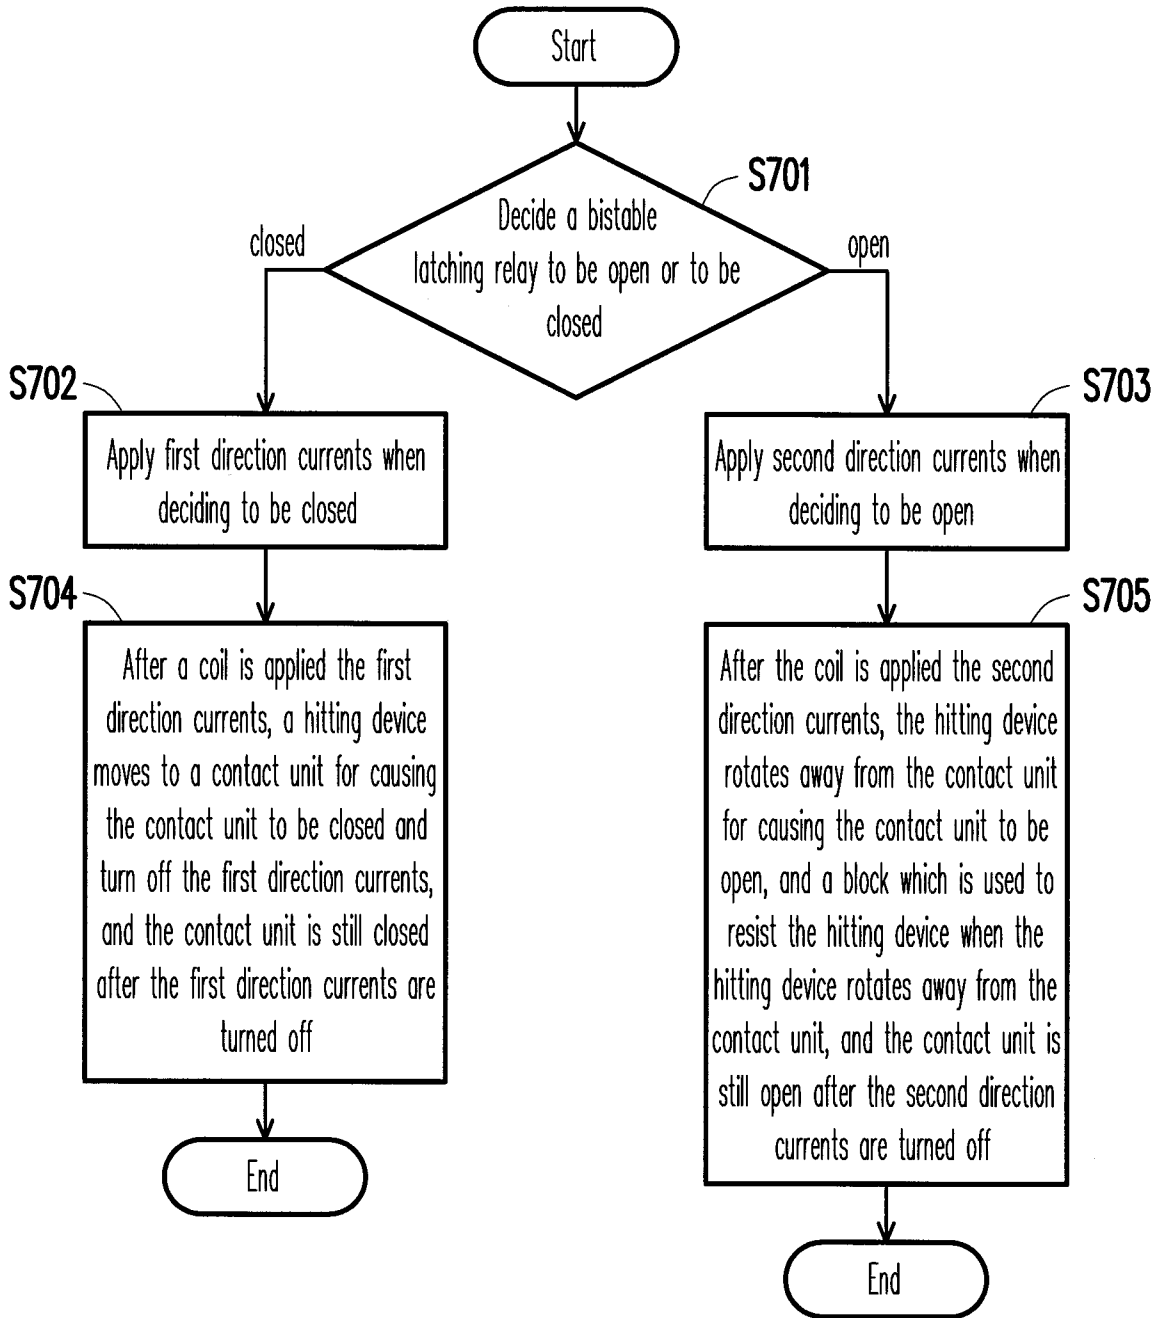 Start
S701
Decide a bistable
latching relay to be open or to be
closed
closed
open
S702
Apply first direction currents when
deciding to be closed
S703
Apply second direction currents when
deciding to be open
S704
After a coil is applied the first
direction currents, a hitting device
moves to a contact unit for causing
the contact unit to be closed and
turn off the first direction currents,
and the contact unit is still closed
after the first direction currents are
turned off
S705
After the coil is applied the second
direction currents, the hitting device
rotates away from the contact unit
for causing the contact unit to be
open, and a block which is used to
resist the hitting device when the
hitting device rotates away from the
contact unit, and the contact unit is
still open after the second direction
currents are turned off
End
End